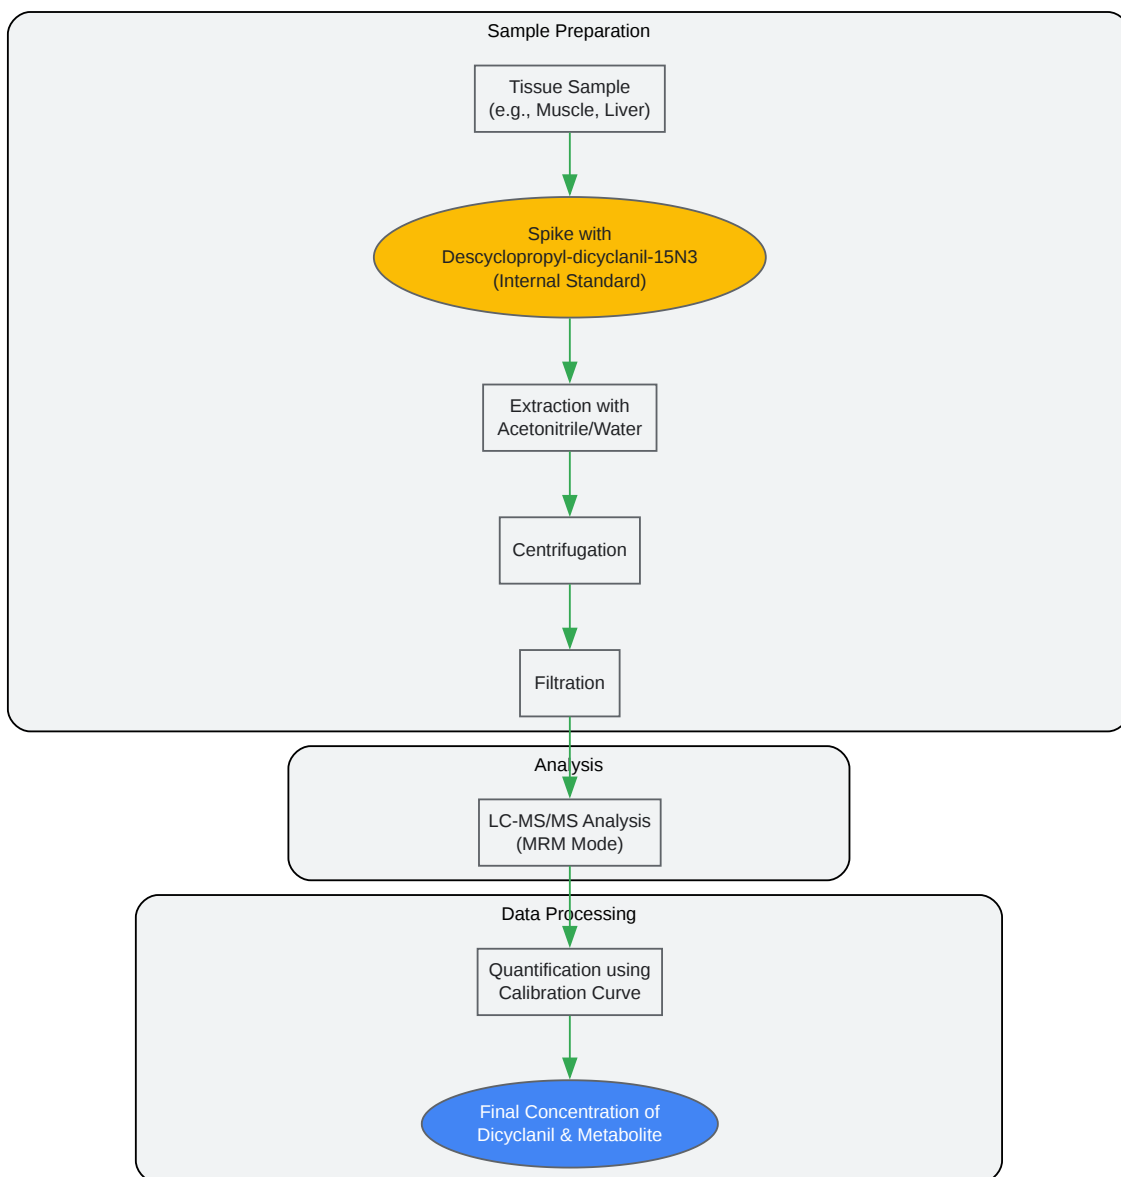 Sample Preparation
Tissue Sample
(e.g., Muscle, Liver)
Spike with
Descyclopropyl-dicyclanil-15N3
(Internal Standard)
Extraction with
Acetonitrile/Water
Centrifugation
Filtration
Analysis
LC-MS/MS Analysis
(MRM Mode)
Data Processing
Quantification using
Calibration Curve
Final Concentration of
Dicyclanil & Metabolite